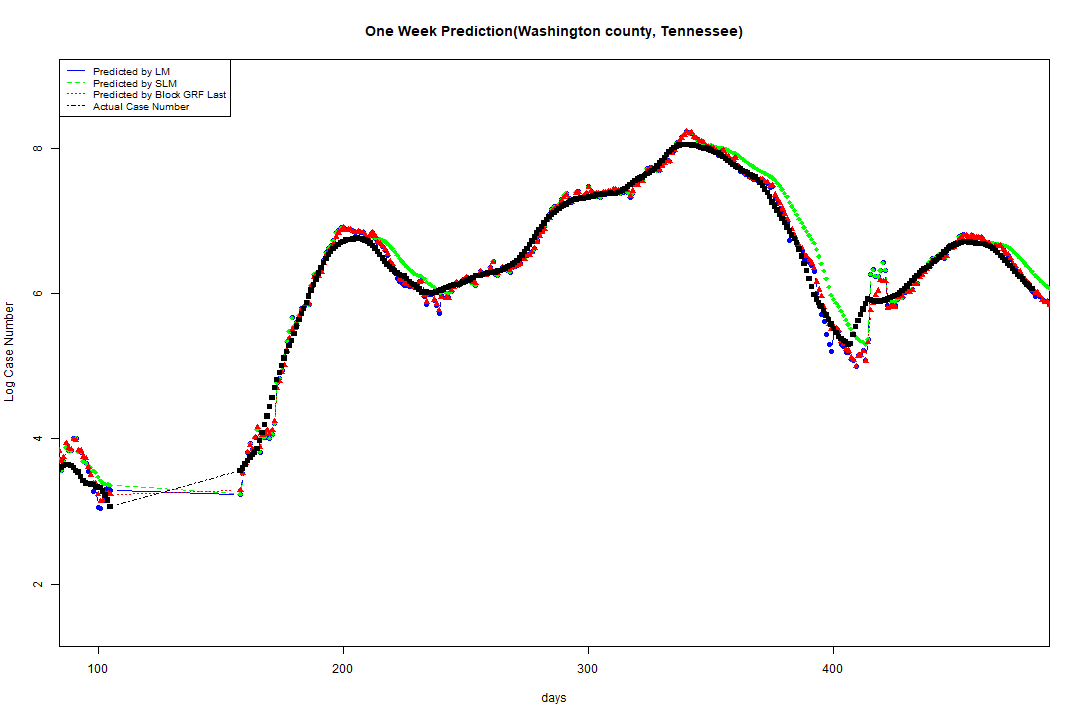 One Week Prediction(Washington county, Tennessee)
Predicted by LM
Predicted by SLM
Predicted by Block GRF Last
Actual Case Number
8
6
4
2
Log Case Number
100 200 300 400
days